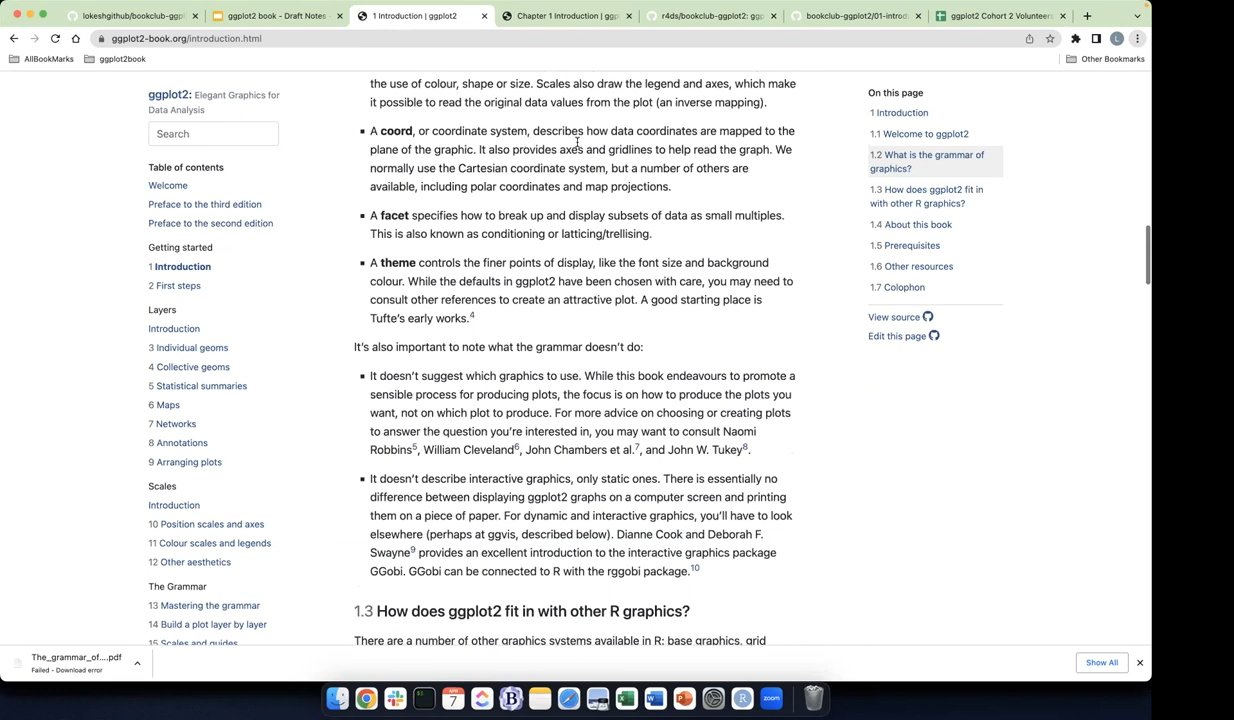 lokeshgithub/bookclub-ggpl
ggplot2 book - Draft Notes -
1 Introduction | ggplot2
Chapter 1 Introduction | ggp
r4ds/bookclub-ggplot2: gg
bookclub-ggplot2/01-introd
ggplot2 Cohort 2 Volunteer
ggplot2-book.org/introduction.html
AllBookMarks
ggplot2book
Other Bookmarks
ggplot2: Elegant Graphics for
Data Analysis
Search
Table of contents
Welcome
Preface to the third edition
Preface to the second edition
Getting started
1 Introduction
2 First steps
Layers
Introduction
3 Individual geoms
4 Collective geoms
5 Statistical summaries
6 Maps
7 Networks
8 Annotations
9 Arranging plots
Scales
Introduction
10 Position scales and axes
11 Colour scales and legends
12 Other aesthetics
The Grammar
13 Mastering the grammar
14 Build a plot layer by layer
15 Scales and guides
the use of colour, shape or size. Scales also draw the legend and axes, which make
it possible to read the original data values from the plot (an inverse mapping).
A coord, or coordinate system, describes how data coordinates are mapped to the
plane of the graphic. It also provides axes and gridlines to help read the graph. We
normally use the Cartesian coordinate system, but a number of others are
available, including polar coordinates and map projections.
A facet specifies how to break up and display subsets of data as small multiples.
This is also known as conditioning or latticing/trellising.
A theme controls the finer points of display, like the font size and background
colour. While the defaults in ggplot2 have been chosen with care, you may need to
consult other references to create an attractive plot. A good starting place is
Tufte's early works.4
It's also important to note what the grammar doesn't do:
It doesn't suggest which graphics to use. While this book endeavours to promote a
sensible process for producing plots, the focus is on how to produce the plots you
want, not on which plot to produce. For more advice on choosing or creating plots
to answer the question you're interested in, you may want to consult Naomi
Robbins5, William Cleveland6, John Chambers et al.7, and John W. Tukey8.
It doesn't describe interactive graphics, only static ones. There is essentially no
difference between displaying ggplot2 graphs on a computer screen and printing
them on a piece of paper. For dynamic and interactive graphics, you'll have to look
elsewhere (perhaps at ggvis, described below). Dianne Cook and Deborah F.
Swayne9 provides an excellent introduction to the interactive graphics package
GGobi. GGobi can be connected to R with the rggobi package.10
1.3 How does ggplot2 fit in with other R graphics?
There are a number of other graphics systems available in R: base graphics, grid
On this page
1 Introduction
1.1 Welcome to ggplot2
1.2 What is the grammar of
graphics?
1.3 How does ggplot2 fit in
with other R graphics?
1.4 About this book
1.5 Prerequisites
1.6 Other resources
1.7 Colophon
View source
Edit this page
The_grammar_of....pdf
Failed - Download error
Show All
APR
7
zoom